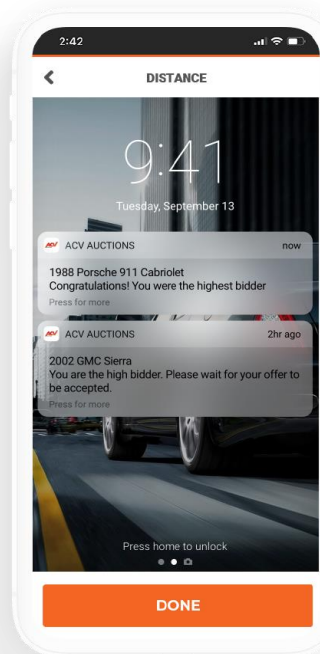 2:42
DISTANCE
9:41
Tuesday, September 13
ACV ACV AUCTIONS now
1988 Porsche 911 Cabriolet
Congratulations! You were the highest bidder
Press for more
ACV ACV AUCTIONS 2hr ago
2002 GMC Sierra
You are the high bidder. Please wait for your offer to
be accepted.
Press for more
Press home to unlock
DONE